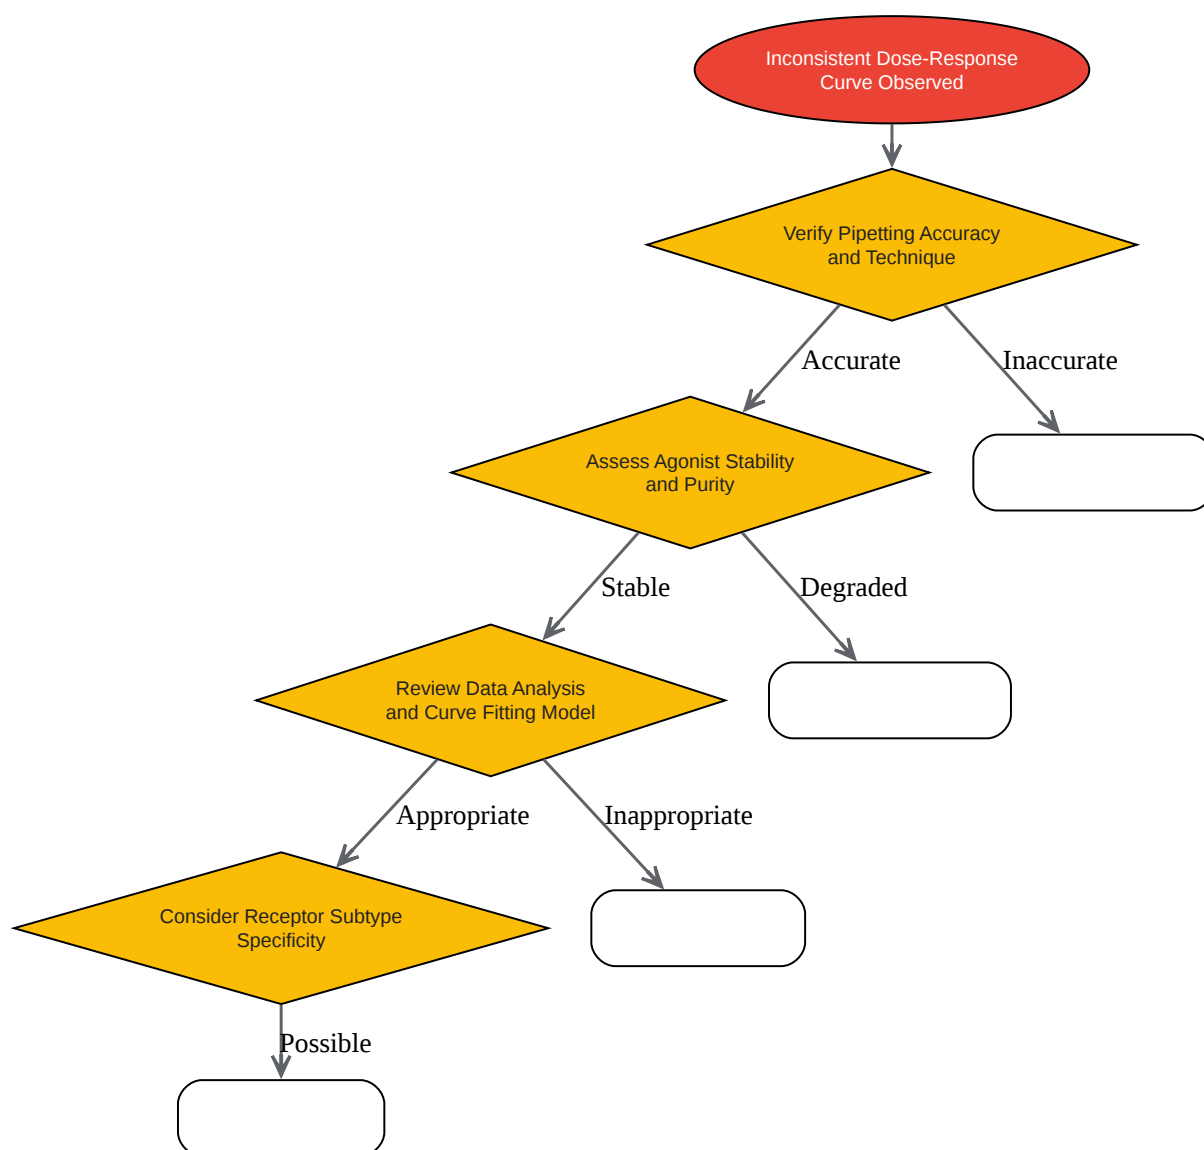 Inconsistent Dose-Response
Curve Observed
Verify Pipetting Accuracy
and Technique
Accurate
Inaccurate
Assess Agonist Stability
and Purity
Stable
Degraded
Review Data Analysis
and Curve Fitting Model
Appropriate
Inappropriate
Consider Receptor Subtype
Specificity
Possible